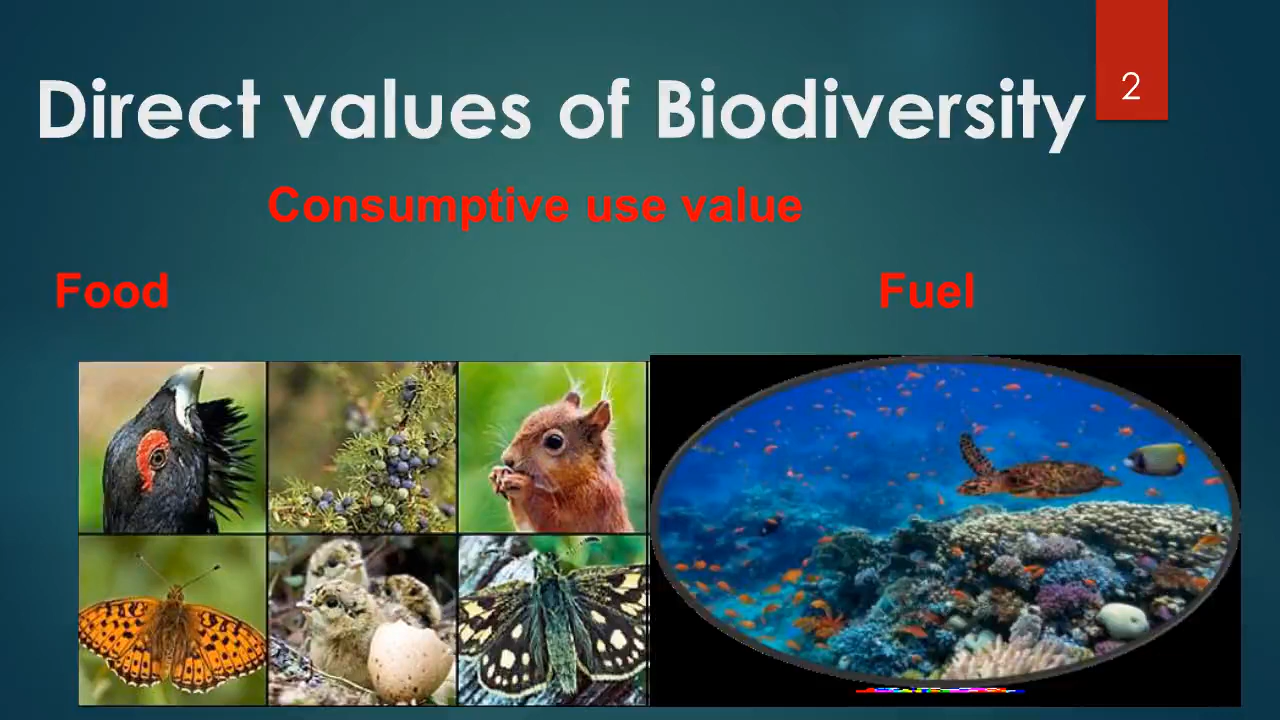 Direct values of Biodiversity
2
Consumptive use value
Food
Fuel